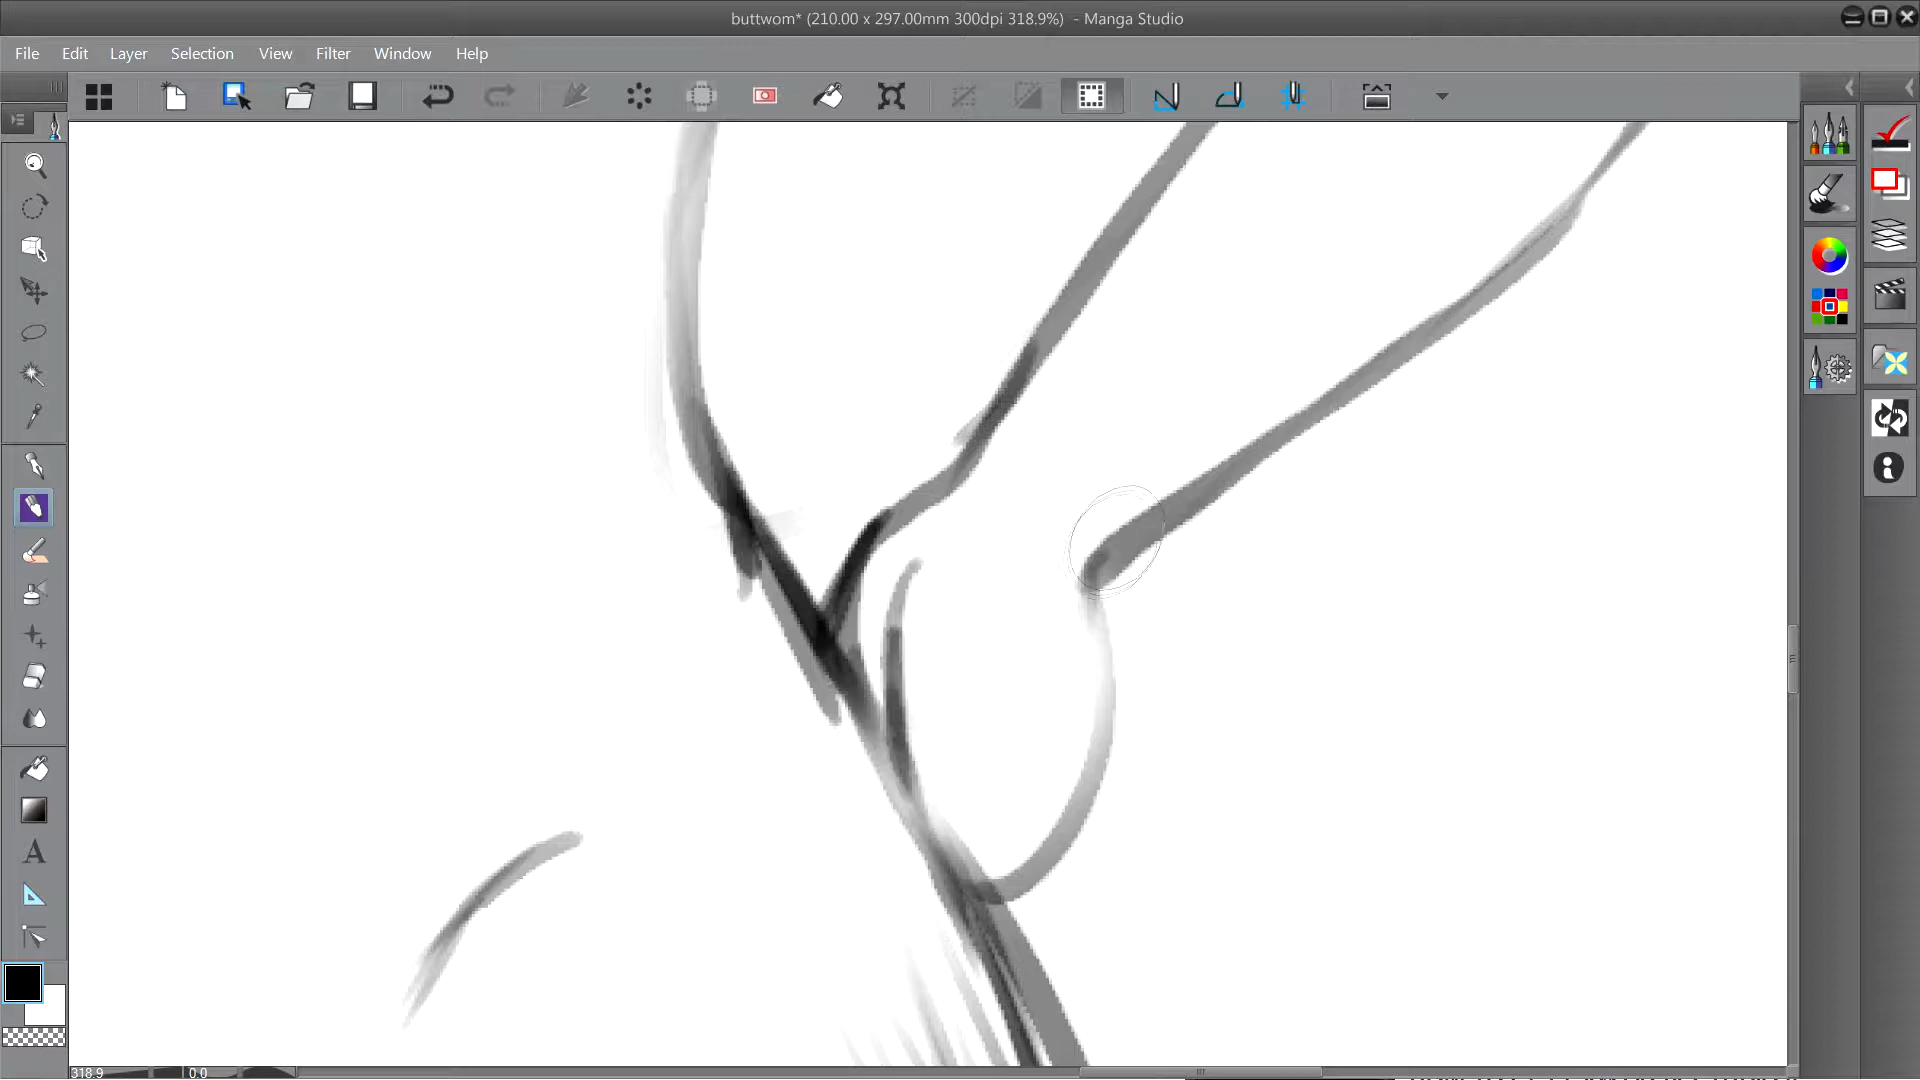 buttwom* (210.00 x 297.00mm 300dpi 318.9%)  - Manga Studio
File Edit Layer Selection View Filter Window Help
A
318.9 0.0